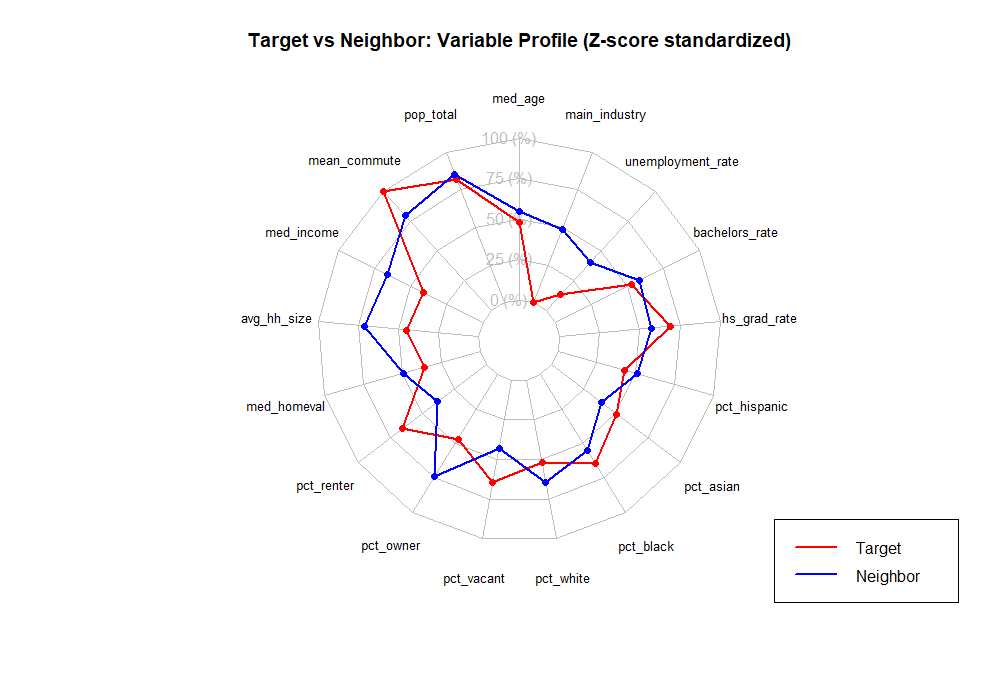 Target vs Neighbor: Variable Profile (Z-score standardized)
med_age
pop_total
main_industry
100 (%)
mean_commute
unemployment_rate
75 (%)
med_income
bachelors_rate
50 (%)
25 (%)
0 (%)
avg_hh_size
hs_grad_rate
med_homeval
pct_hispanic
pct_renter
pct_asian
pct_owner
pct_black
pct_vacant
pct_white
Target
Neighbor